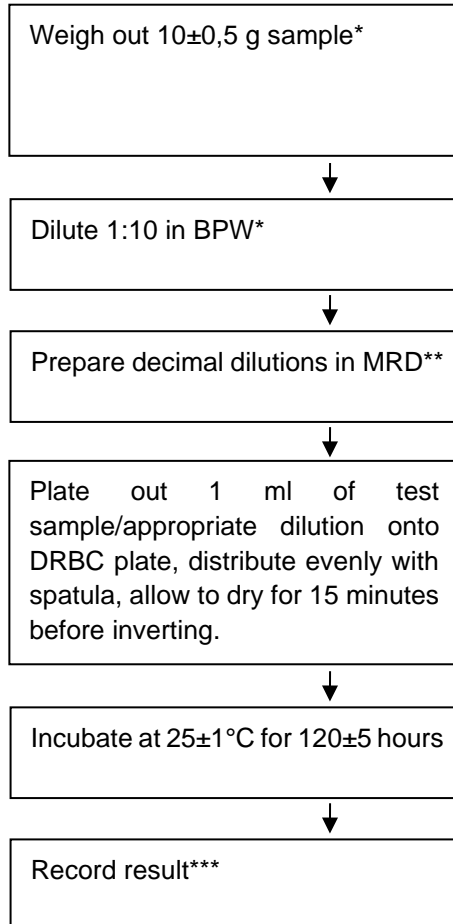 Weigh out 10±0,5 g sample*
Dilute 1:10 in BPW*
Prepare decimal dilutions in MRD**
Plate out 1 ml of test
sample/appropriate dilution onto
DRBC plate, distribute evenly with
spatula, allow to dry for 15 minutes
before inverting.
Incubate at 25±1°C for 120±5 hours
Record result***